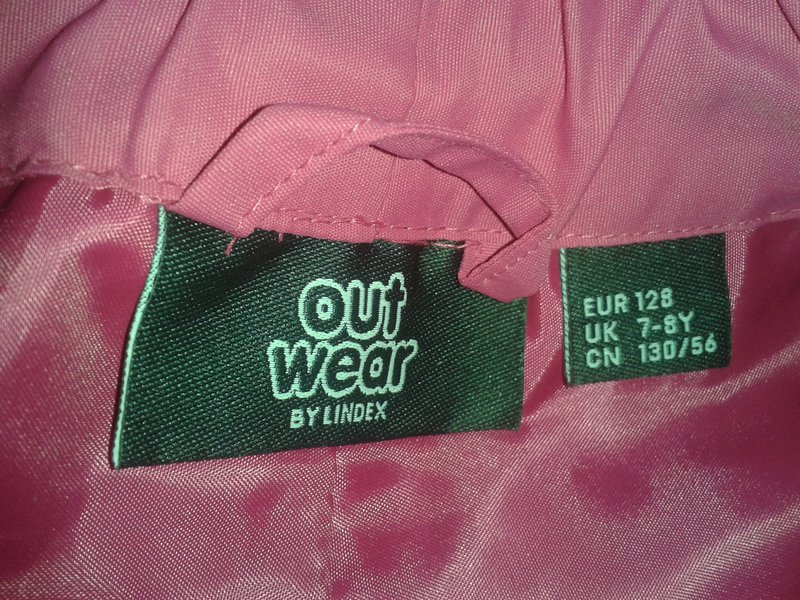 out
wear
BY LINDEX
EUR 128
UK 7-8Y
CN 130/56